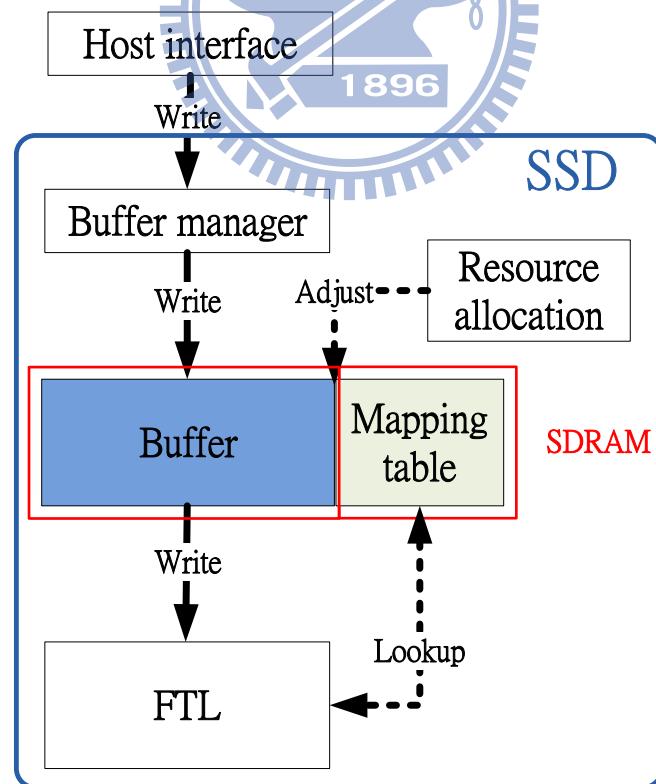 1896
Host interface
Write
SSD
Buffer manager
Write
Adjust
Resource
allocation
Buffer
Mapping
table
SDRAM
Write
Lookup
FTL